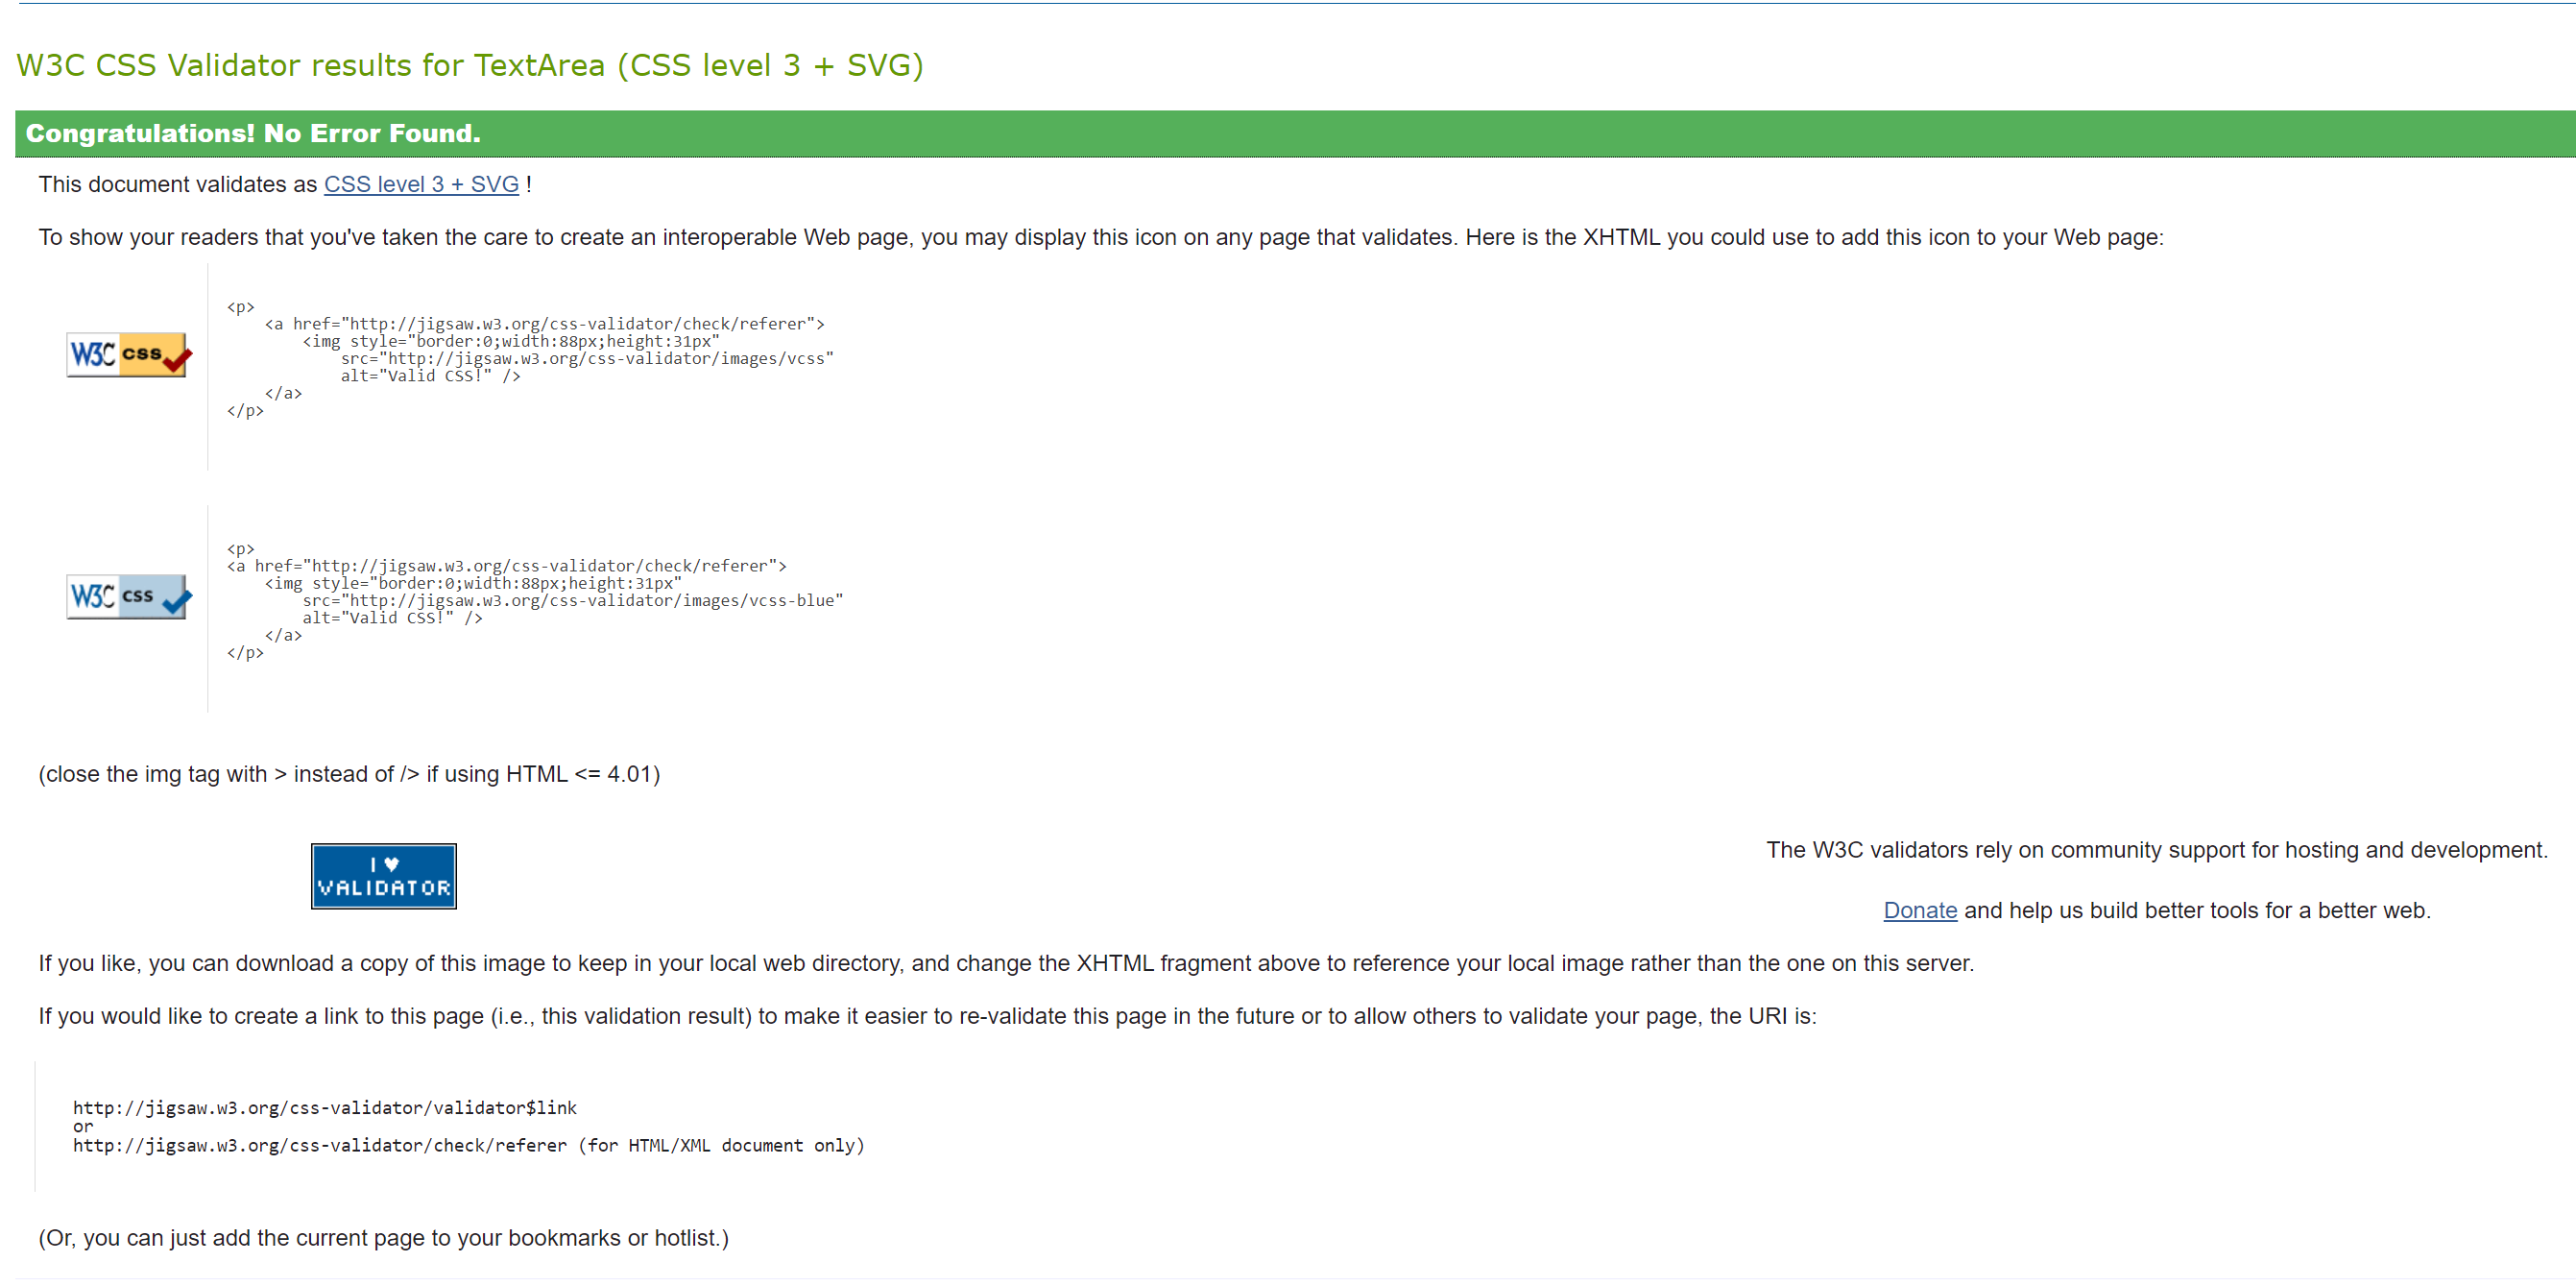 W3C CSS Validator results for TextArea (CSS level 3 + SVG)
Congratulations! No Error Found.
This document validates as CSS level 3 + SVG !
To show your readers that you've taken the care to create an interoperable Web page, you may display this icon on any page that validates. Here is the XHTML you could use to add this icon to your Web page:
W3C css
<p>
    <a href="http://jigsaw.w3.org/css-validator/check/referer">
        <img style="border:0;width:88px;height:31px"
            src="http://jigsaw.w3.org/css-validator/images/vcss"
            alt="Valid CSS!" />
    </a>
</p>
W3C css
<p>
<a href="http://jigsaw.w3.org/css-validator/check/referer">
    <img style="border:0;width:88px;height:31px"
        src="http://jigsaw.w3.org/css-validator/images/vcss-blue"
        alt="Valid CSS!" />
    </a>
</p>
(close the img tag with > instead of /> if using HTML <= 4.01)
I ♥
VALIDATOR
The W3C validators rely on community support for hosting and development.
Donate and help us build better tools for a better web.
If you like, you can download a copy of this image to keep in your local web directory, and change the XHTML fragment above to reference your local image rather than the one on this server.
If you would like to create a link to this page (i.e., this validation result) to make it easier to re-validate this page in the future or to allow others to validate your page, the URI is:
http://jigsaw.w3.org/css-validator/validator$link
or
http://jigsaw.w3.org/css-validator/check/referer (for HTML/XML document only)
(Or, you can just add the current page to your bookmarks or hotlist.)